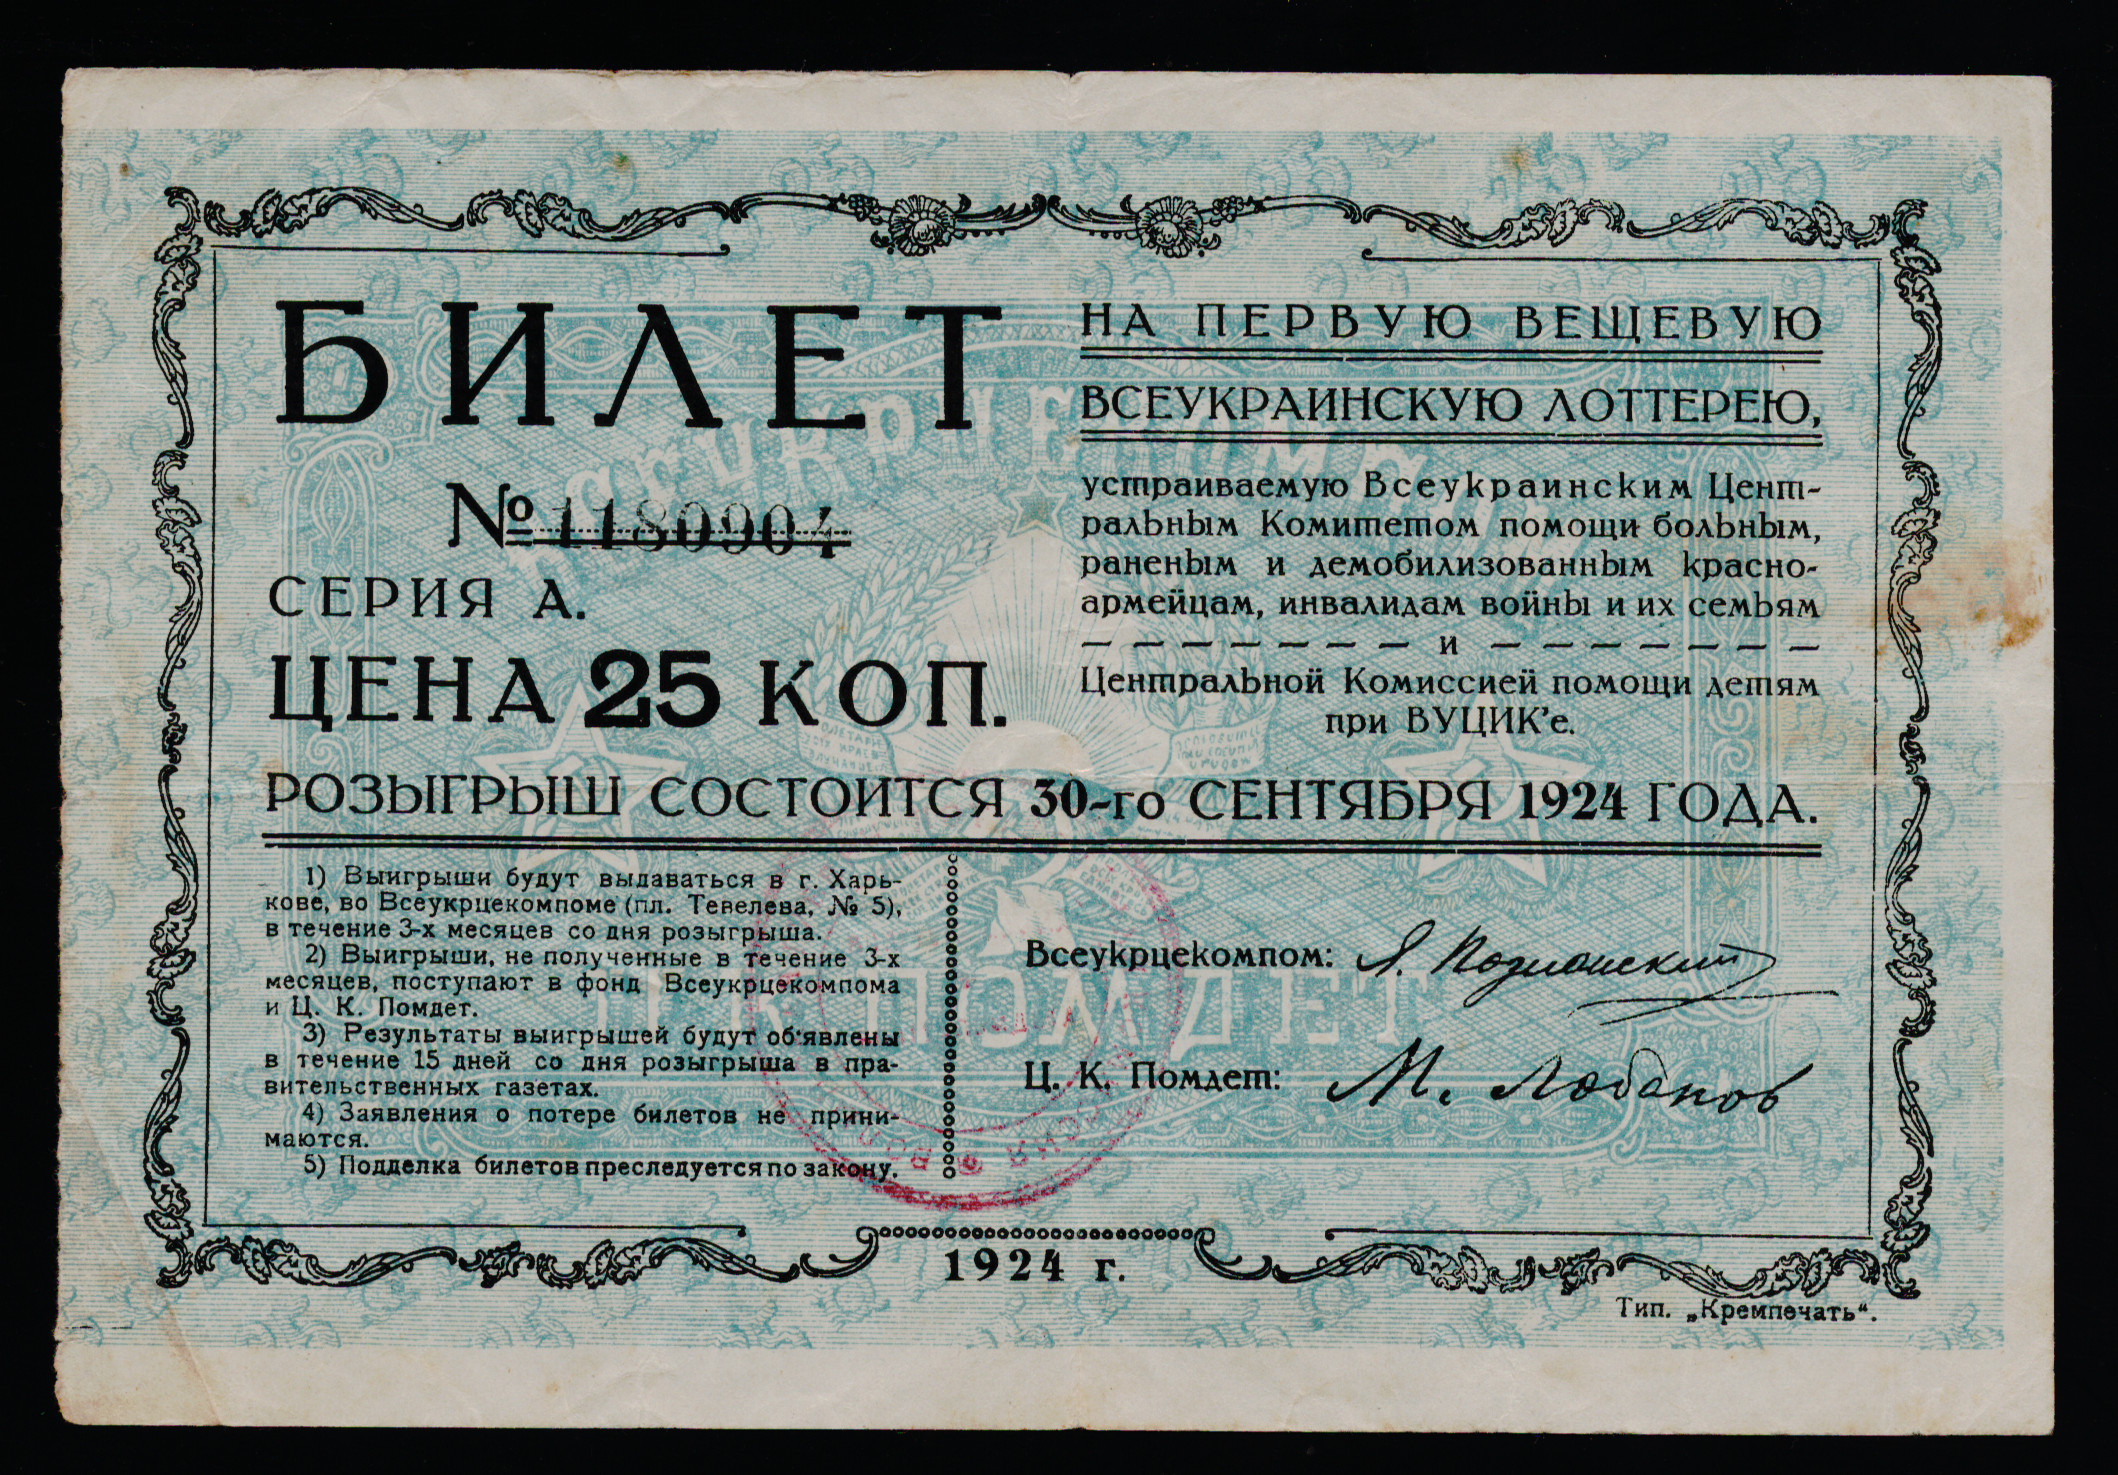 БИЛЕТ
№ 1180904
СЕРИЯ А.
ЦЕНА 25 КОП.
НА ПЕРВУЮ ВЕЩЕВУЮ
ВСЕУКРАИНСКУЮ ЛОТТЕРЕЮ,
устраиваемую Всеукраинским Цент-
ральным Комитетом помощи больным,
раненым и демобилизованным красно-
армейцам, инвалидам войны и их семьям
— — — — — — — и — — — — — — —
Центральной Комиссией помощи детям
при ВУЦИК'е.
РОЗЫГРЫШ СОСТОИТСЯ 30-го СЕНТЯБРЯ 1924 ГОДА.
1) Выигрыши будут выдаваться в г. Харь-
кове, во Всеукрцекомпоме (пл. Тевелева, № 5),
в течение 3-х месяцев со дня розыгрыша.
2) Выигрыши, не полученные в течение 3-х
месяцев, поступают в фонд Всеукрцекомпома
и Ц. К. Помдет.
3) Результаты выигрышей будут об'явлены
в течение 15 дней со дня розыгрыша в пра-
вительственных газетах.
4) Заявления о потере билетов не прини-
маются.
5) Подделка билетов преследуется по закону.
Всеукрцекомпом:
Ц. К. Помдет: М. Лобанов
ЦК ПОМДЕТ
1924 г.
Тип. „Кремпечать“.